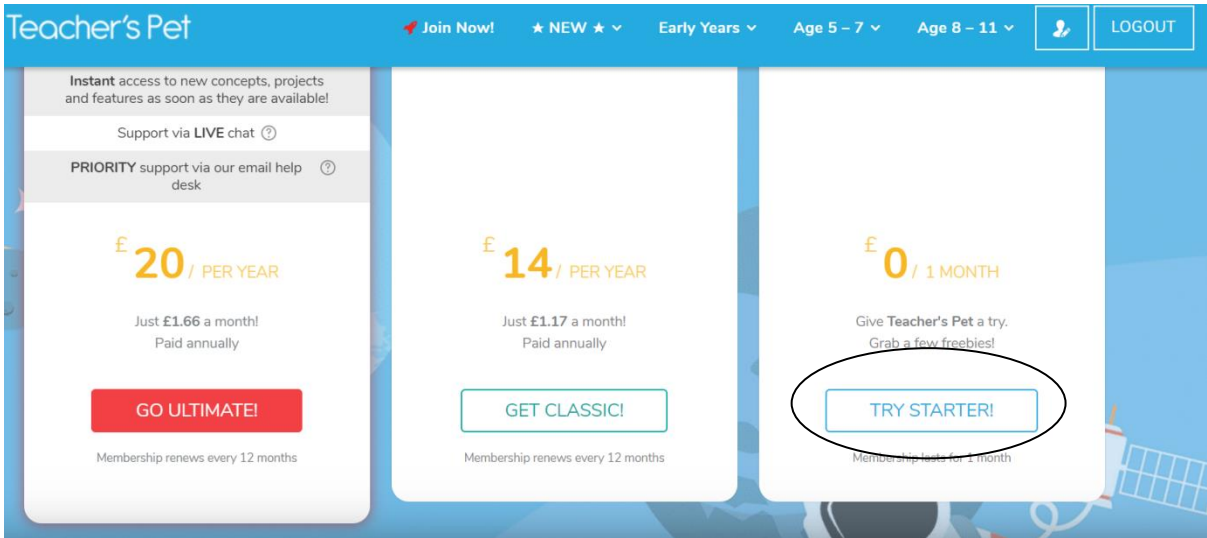 Teacher's Pet
Join Now!
★ NEW ★
Early Years
Age 5 – 7
Age 8 – 11
LOGOUT
Instant access to new concepts, projects
and features as soon as they are available!
Support via LIVE chat ?
PRIORITY support via our email help ?
desk
£ 20 / PER YEAR
Just £1.66 a month!
Paid annually
GO ULTIMATE!
Membership renews every 12 months
£ 14 / PER YEAR
Just £1.17 a month!
Paid annually
GET CLASSIC!
Membership renews every 12 months
£ 0 / 1 MONTH
Give Teacher's Pet a try.
Grab a few freebies!
TRY STARTER!
Membership lasts for 1 month